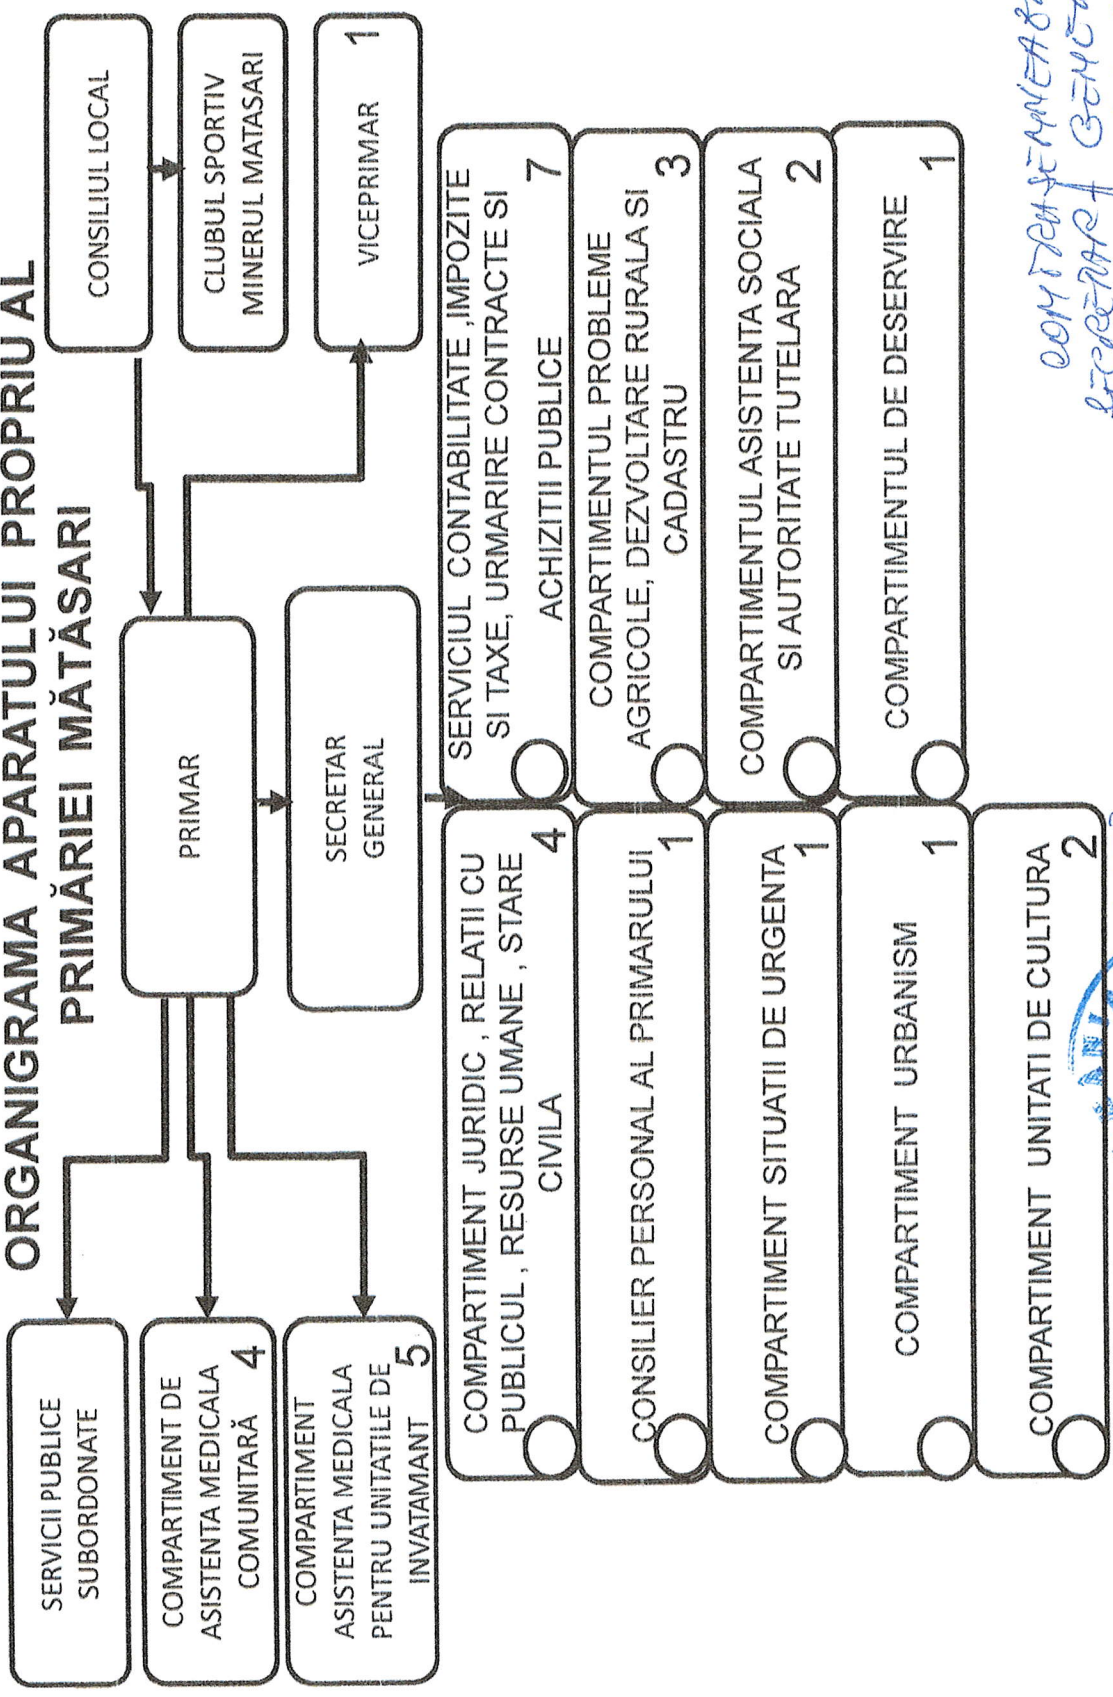 ORGANIGRAMA APARATULUI PROPRIU AL
PRIMĂRIEI MĂTĂSARI
SERVICII PUBLICE
SUBORDONATE
COMPARTIMENT DE
ASISTENTA MEDICALA
COMUNITARĂ
4
COMPARTIMENT
ASISTENTA MEDICALA
PENTRU UNITATILE DE
INVATAMANT
5
PRIMAR
SECRETAR
GENERAL
CONSILIUL LOCAL
CLUBUL SPORTIV
MINERUL MATASARI
VICEPRIMAR
1
COMPARTIMENT JURIDIC , RELATII CU
PUBLICUL , RESURSE UMANE , STARE
CIVILA
4
CONSILIER PERSONAL AL PRIMARULUI
1
COMPARTIMENT SITUATII DE URGENTA
1
COMPARTIMENT URBANISM
1
COMPARTIMENT UNITATI DE CULTURA
2
SERVICIUL CONTABILITATE ,IMPOZITE
SI TAXE, URMARIRE CONTRACTE SI
ACHIZITII PUBLICE
7
COMPARTIMENTUL PROBLEME
AGRICOLE, DEZVOLTARE RURALA SI
CADASTRU
3
COMPARTIMENTUL ASISTENTA SOCIALA
SI AUTORITATE TUTELARA
2
COMPARTIMENTUL DE DESERVIRE
1